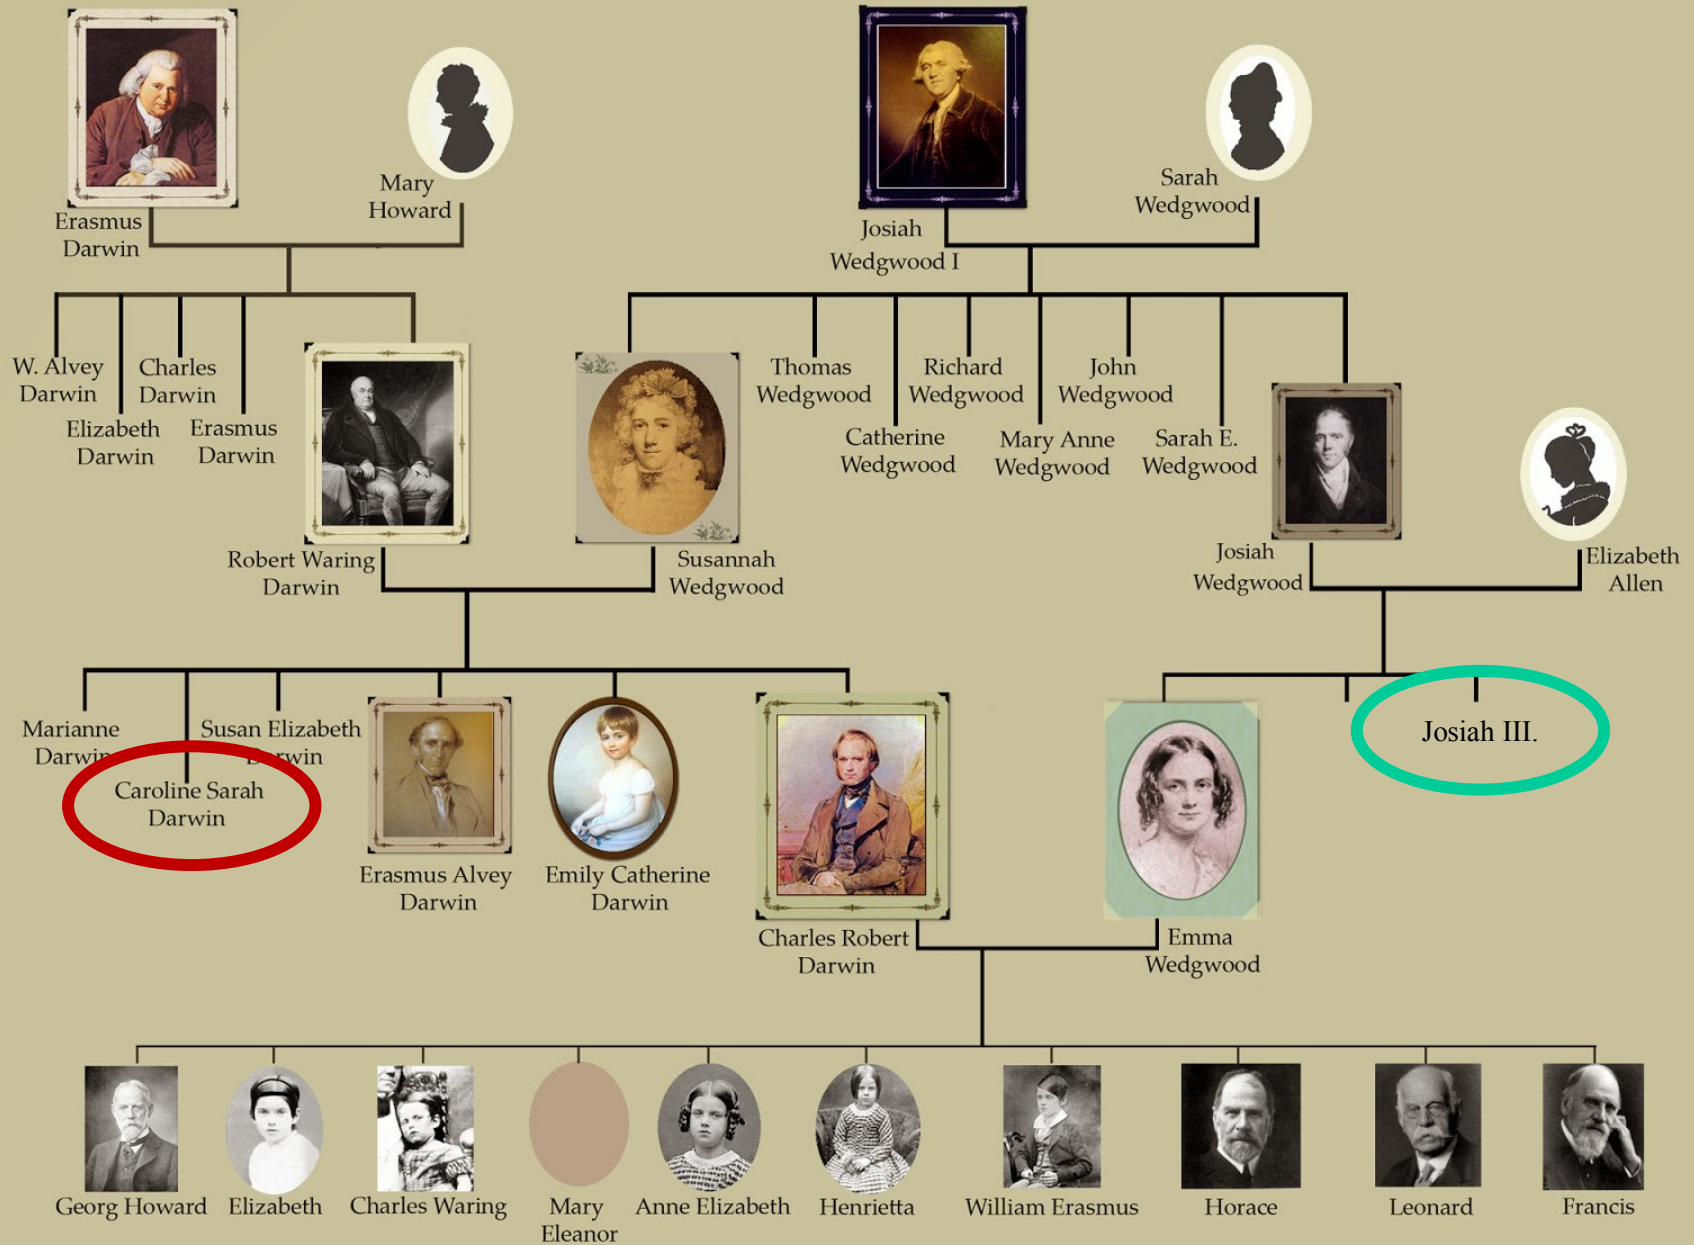 Erasmus
Darwin
Mary
Howard
Josiah
Wedgwood I
Sarah
Wedgwood
W. Alvey
Darwin
Elizabeth
Darwin
Charles
Darwin
Erasmus
Darwin
Robert Waring
Darwin
Susannah
Wedgwood
Thomas
Wedgwood
Catherine
Wedgwood
Richard
Wedgwood
Mary Anne
Wedgwood
John
Wedgwood
Sarah E.
Wedgwood
Josiah
Wedgwood
Elizabeth
Allen
Marianne
Darwin
Caroline Sarah
Darwin
Susan Elizabeth
Darwin
Erasmus Alvey
Darwin
Emily Catherine
Darwin
Charles Robert
Darwin
Emma
Wedgwood
Josiah III.
Georg Howard
Elizabeth
Charles Waring
Mary
Eleanor
Anne Elizabeth
Henrietta
William Erasmus
Horace
Leonard
Francis